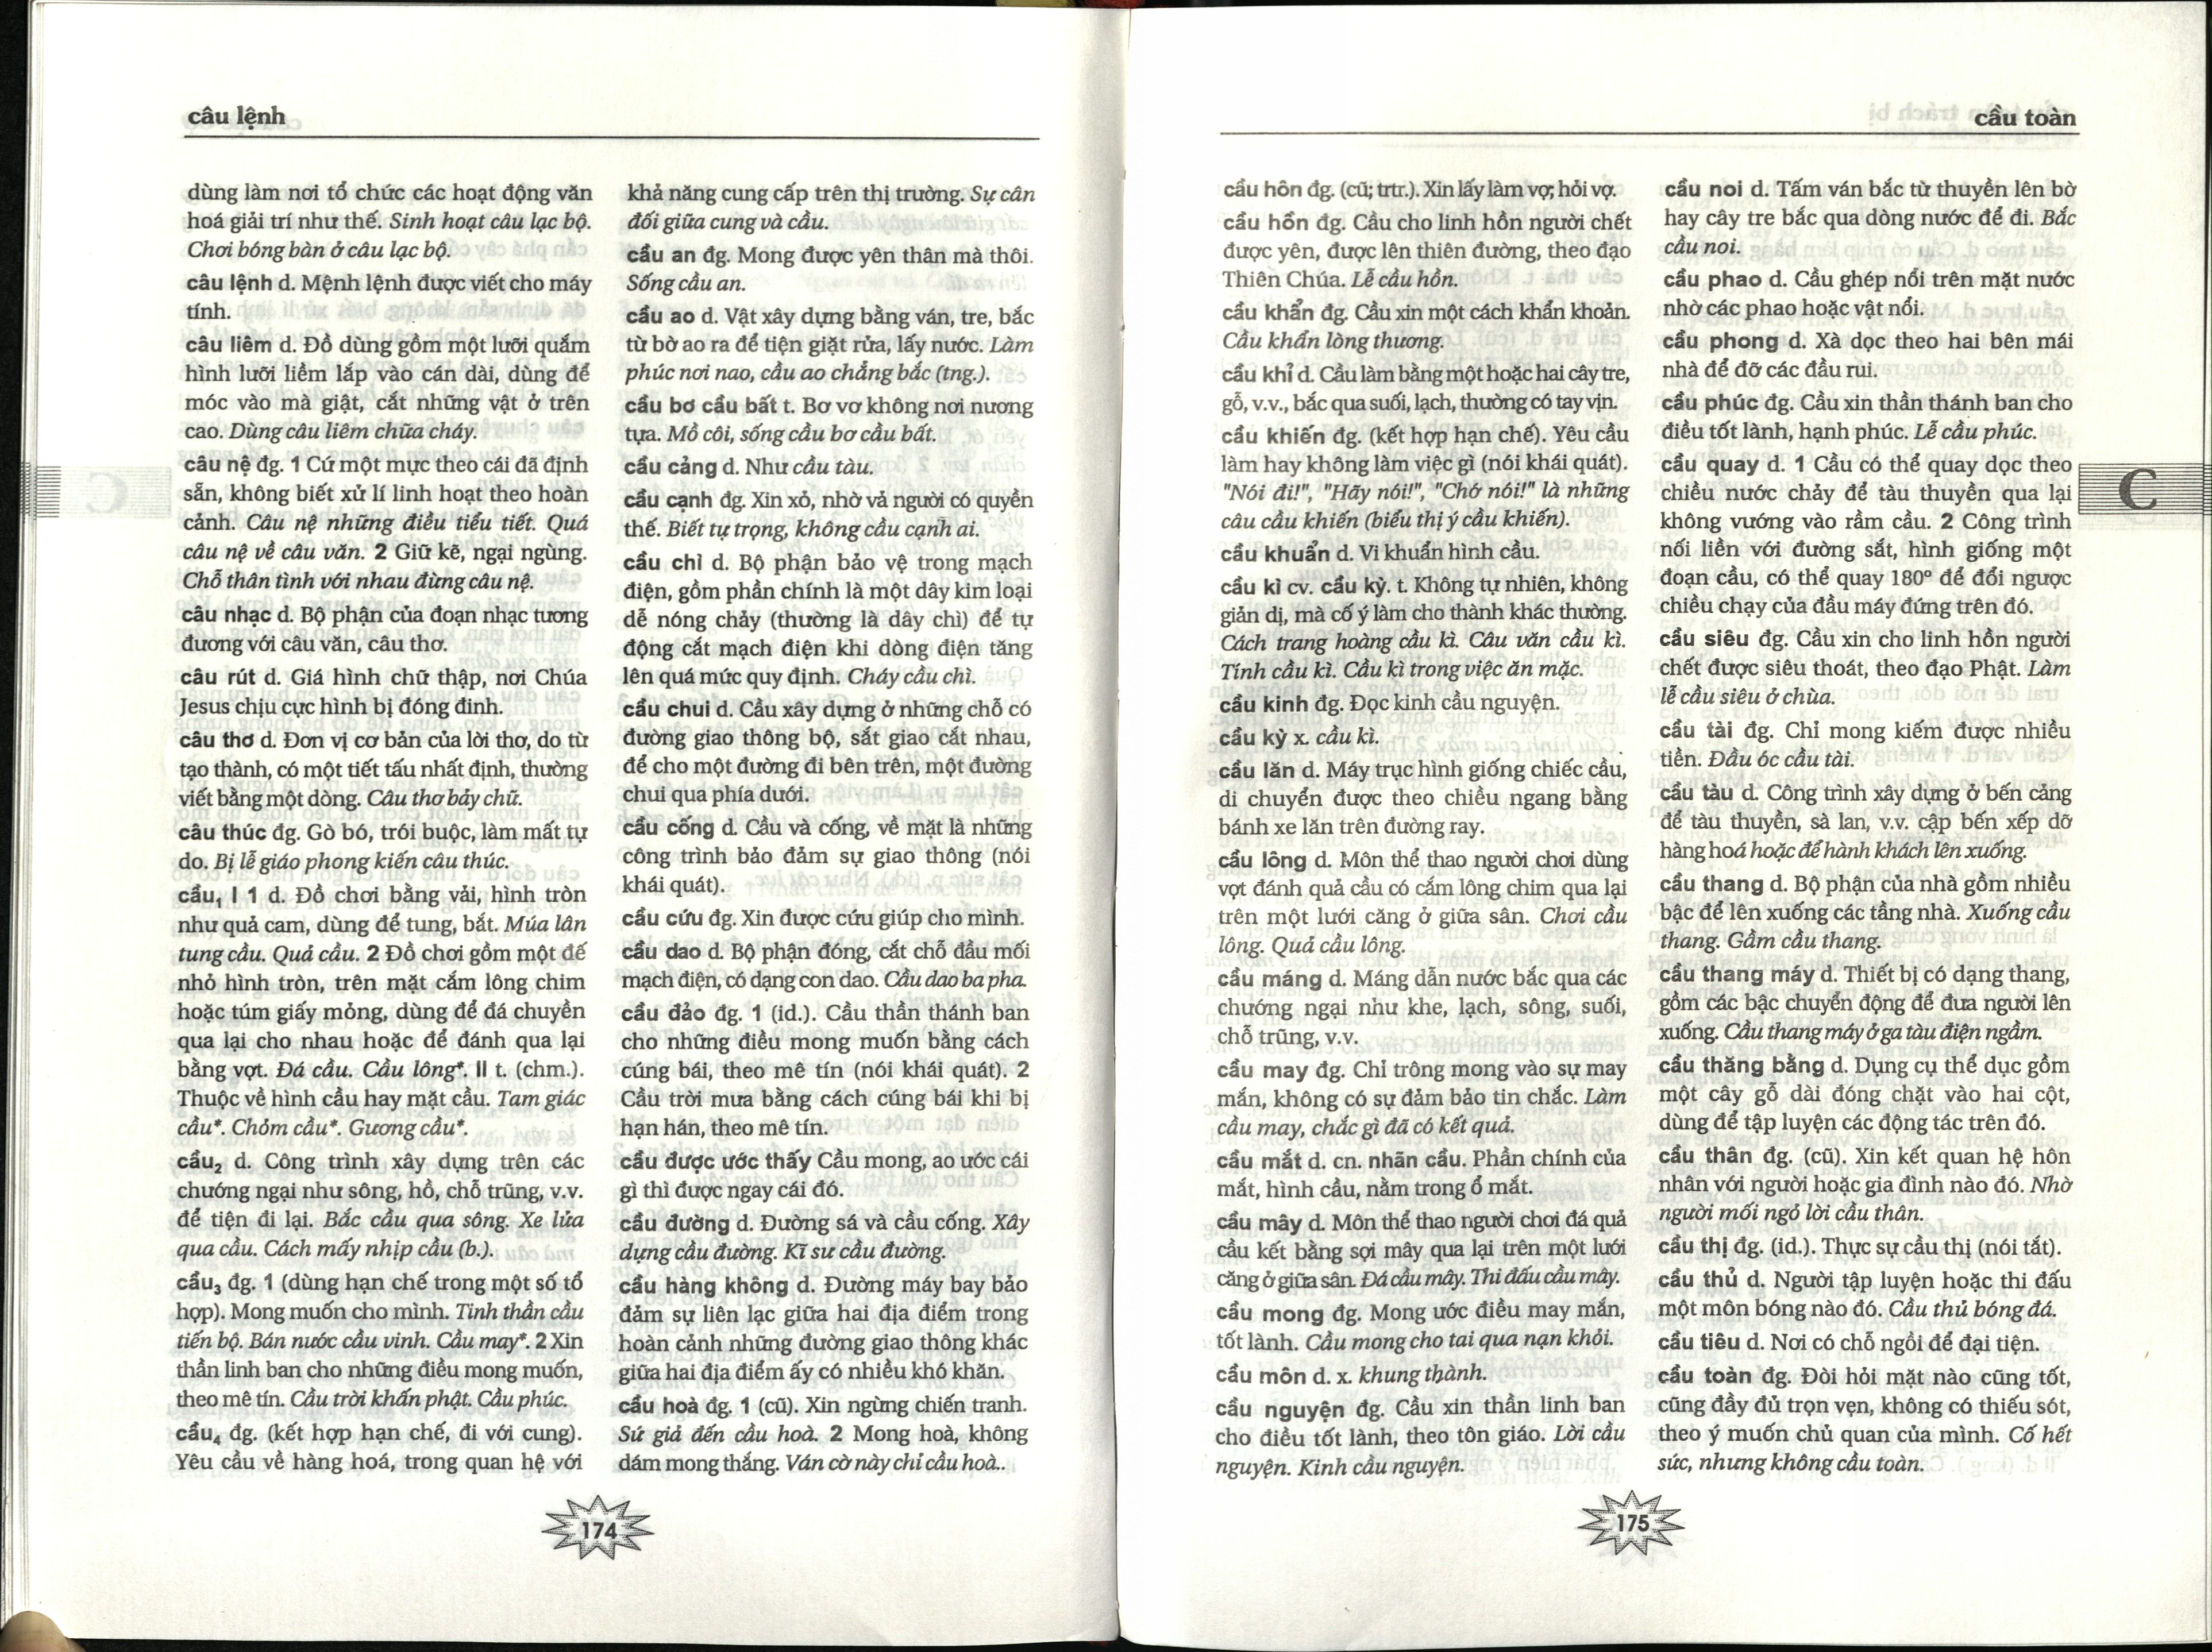 câu lệnh
dùng làm nơi tổ chức các hoạt động văn
hoá giải trí như thế. Sinh hoạt câu lạc bộ.
Chơi bóng bàn ở câu lạc bộ.
câu lệnh d. Mệnh lệnh được viết cho máy
tính.
câu liêm d. Đồ dùng gồm một lưỡi quắm
hình lưỡi liềm lắp vào cán dài, dùng để
móc vào mà giật, cắt những vật ở trên
cao. Dùng câu liêm chữa cháy.
câu nệ đg. 1 Cứ một mực theo cái đã định
sẵn, không biết xử lí linh hoạt theo hoàn
cảnh. Câu nệ những điều tiểu tiết. Quá
câu nệ về câu văn. 2 Giữ kẽ, ngại ngùng.
Chỗ thân tình với nhau đừng câu nệ.
câu nhạc d. Bộ phận của đoạn nhạc tương
đương với câu văn, câu thơ.
câu rút d. Giá hình chữ thập, nơi Chúa
Jesus chịu cực hình bị đóng đinh.
câu thơ d. Đơn vị cơ bản của lời thơ, do từ
tạo thành, có một tiết tấu nhất định, thường
viết bằng một dòng. Câu thơ bảy chữ.
câu thúc đg. Gò bó, trói buộc, làm mất tự
do. Bị lễ giáo phong kiến câu thúc.
cầu₁ I 1 d. Đồ chơi bằng vải, hình tròn
như quả cam, dùng để tung, bắt. Múa lân
tung cầu. Quả cầu. 2 Đồ chơi gồm một đế
nhỏ hình tròn, trên mặt cắm lông chim
hoặc túm giấy mỏng, dùng để đá chuyền
qua lại cho nhau hoặc để đánh qua lại
bằng vợt. Đá cầu. Cầu lông*. II t. (chm.).
Thuộc về hình cầu hay mặt cầu. Tam giác
cầu*. Chỏm cầu*. Gương cầu*.
cầu₂ d. Công trình xây dựng trên các
chướng ngại như sông, hồ, chỗ trũng, v.v.
để tiện đi lại. Bắc cầu qua sông. Xe lửa
qua cầu. Cách mấy nhịp cầu (b.).
cầu₃ đg. 1 (dùng hạn chế trong một số tổ
hợp). Mong muốn cho mình. Tinh thần cầu
tiến bộ. Bán nước cầu vinh. Cầu may*. 2 Xin
thần linh ban cho những điều mong muốn,
theo mê tín. Cầu trời khấn phật. Cầu phúc.
cầu₄ đg. (kết hợp hạn chế, đi với cung).
Yêu cầu về hàng hoá, trong quan hệ với
khả năng cung cấp trên thị trường. Sự cân
đối giữa cung và cầu.
cầu an đg. Mong được yên thân mà thôi.
Sống cầu an.
cầu ao d. Vật xây dựng bằng ván, tre, bắc
từ bờ ao ra để tiện giặt rửa, lấy nước. Làm
phúc nơi nao, cầu ao chẳng bắc (tng.).
cầu bơ cầu bất t. Bơ vơ không nơi nương
tựa. Mồ côi, sống cầu bơ cầu bất.
cầu cảng d. Như cầu tàu.
cầu cạnh đg. Xin xỏ, nhờ vả người có quyền
thế. Biết tự trọng, không cầu cạnh ai.
cầu chì d. Bộ phận bảo vệ trong mạch
điện, gồm phần chính là một dây kim loại
dễ nóng chảy (thường là dây chì) để tự
động cắt mạch điện khi dòng điện tăng
lên quá mức quy định. Cháy cầu chì.
cầu chui d. Cầu xây dựng ở những chỗ có
đường giao thông bộ, sắt giao cắt nhau,
để cho một đường đi bên trên, một đường
chui qua phía dưới.
cầu cống d. Cầu và cống, về mặt là những
công trình bảo đảm sự giao thông (nói
khái quát).
cầu cứu đg. Xin được cứu giúp cho mình.
cầu dao d. Bộ phận đóng, cắt chỗ đầu mối
mạch điện, có dạng con dao. Cầu dao ba pha.
cầu đảo đg. 1 (id.). Cầu thần thánh ban
cho những điều mong muốn bằng cách
cúng bái, theo mê tín (nói khái quát). 2
Cầu trời mưa bằng cách cúng bái khi bị
hạn hán, theo mê tín.
cầu được ước thấy Cầu mong, ao ước cái
gì thì được ngay cái đó.
cầu đường d. Đường sá và cầu cống. Xây
dựng cầu đường. Kĩ sư cầu đường.
cầu hàng không d. Đường máy bay bảo
đảm sự liên lạc giữa hai địa điểm trong
hoàn cảnh những đường giao thông khác
giữa hai địa điểm ấy có nhiều khó khăn.
cầu hoà đg. 1 (cũ). Xin ngừng chiến tranh.
Sứ giả đến cầu hoà. 2 Mong hoà, không
dám mong thắng. Ván cờ này chỉ cầu hoà..
174
cầu toàn
cầu hôn đg. (cũ; trtr.). Xin lấy làm vợ; hỏi vợ.
cầu hồn đg. Cầu cho linh hồn người chết
được yên, được lên thiên đường, theo đạo
Thiên Chúa. Lễ cầu hồn.
cầu khẩn đg. Cầu xin một cách khẩn khoản.
Cầu khẩn lòng thương.
cầu khỉ d. Cầu làm bằng một hoặc hai cây tre,
gỗ, v.v., bắc qua suối, lạch, thường có tay vịn.
cầu khiến đg. (kết hợp hạn chế). Yêu cầu
làm hay không làm việc gì (nói khái quát).
"Nói đi!", "Hãy nói!", "Chớ nói!" là những
câu cầu khiến (biểu thị ý cầu khiến).
cầu khuẩn d. Vi khuẩn hình cầu.
cầu kì cv. cầu kỳ. t. Không tự nhiên, không
giản dị, mà cố ý làm cho thành khác thường.
Cách trang hoàng cầu kì. Câu văn cầu kì.
Tính cầu kì. Cầu kì trong việc ăn mặc.
cầu kinh đg. Đọc kinh cầu nguyện.
cầu kỳ x. cầu kì.
cầu lăn d. Máy trục hình giống chiếc cầu,
di chuyển được theo chiều ngang bằng
bánh xe lăn trên đường ray.
cầu lông d. Môn thể thao người chơi dùng
vợt đánh quả cầu có cắm lông chim qua lại
trên một lưới căng ở giữa sân. Chơi cầu
lông. Quả cầu lông.
cầu máng d. Máng dẫn nước bắc qua các
chướng ngại như khe, lạch, sông, suối,
chỗ trũng, v.v.
cầu may đg. Chỉ trông mong vào sự may
mắn, không có sự đảm bảo tin chắc. Làm
cầu may, chắc gì đã có kết quả.
cầu mắt d. cn. nhãn cầu. Phần chính của
mắt, hình cầu, nằm trong ổ mắt.
cầu mây d. Môn thể thao người chơi đá quả
cầu kết bằng sợi mây qua lại trên một lưới
căng ở giữa sân. Đá cầu mây. Thi đấu cầu mây.
cầu mong đg. Mong ước điều may mắn,
tốt lành. Cầu mong cho tai qua nạn khỏi.
cầu môn d. x. khung thành.
cầu nguyện đg. Cầu xin thần linh ban
cho điều tốt lành, theo tôn giáo. Lời cầu
nguyện. Kinh cầu nguyện.
cầu noi d. Tấm ván bắc từ thuyền lên bờ
hay cây tre bắc qua dòng nước để đi. Bắc
cầu noi.
cầu phao d. Cầu ghép nổi trên mặt nước
nhờ các phao hoặc vật nổi.
cầu phong d. Xà dọc theo hai bên mái
nhà để đỡ các đầu rui.
cầu phúc đg. Cầu xin thần thánh ban cho
điều tốt lành, hạnh phúc. Lễ cầu phúc.
cầu quay d. 1 Cầu có thể quay dọc theo
chiều nước chảy để tàu thuyền qua lại
không vướng vào rầm cầu. 2 Công trình
nối liền với đường sắt, hình giống một
đoạn cầu, có thể quay 180° để đổi ngược
chiều chạy của đầu máy đứng trên đó.
cầu siêu đg. Cầu xin cho linh hồn người
chết được siêu thoát, theo đạo Phật. Làm
lễ cầu siêu ở chùa.
cầu tài đg. Chỉ mong kiếm được nhiều
tiền. Đầu óc cầu tài.
cầu tàu d. Công trình xây dựng ở bến cảng
để tàu thuyền, sà lan, v.v. cập bến xếp dỡ
hàng hoá hoặc để hành khách lên xuống.
cầu thang d. Bộ phận của nhà gồm nhiều
bậc để lên xuống các tầng nhà. Xuống cầu
thang. Gầm cầu thang.
cầu thang máy d. Thiết bị có dạng thang,
gồm các bậc chuyển động để đưa người lên
xuống. Cầu thang máy ở ga tàu điện ngầm.
cầu thăng bằng d. Dụng cụ thể dục gồm
một cây gỗ dài đóng chặt vào hai cột,
dùng để tập luyện các động tác trên đó.
cầu thân đg. (cũ). Xin kết quan hệ hôn
nhân với người hoặc gia đình nào đó. Nhờ
người mối ngỏ lời cầu thân.
cầu thị đg. (id.). Thực sự cầu thị (nói tắt).
cầu thủ d. Người tập luyện hoặc thi đấu
một môn bóng nào đó. Cầu thủ bóng đá.
cầu tiêu d. Nơi có chỗ ngồi để đại tiện.
cầu toàn đg. Đòi hỏi mặt nào cũng tốt,
cũng đầy đủ trọn vẹn, không có thiếu sót,
theo ý muốn chủ quan của mình. Cố hết
sức, nhưng không cầu toàn.
C
175